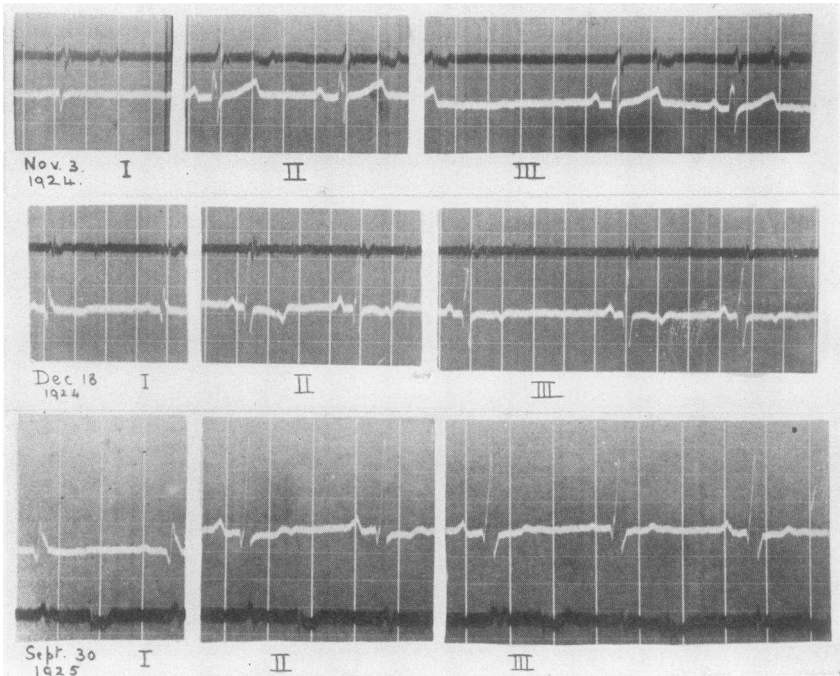 Nov. 3. I II III
1924.
Dec 18 I II III
1924
Sept. 30 I II III
1925